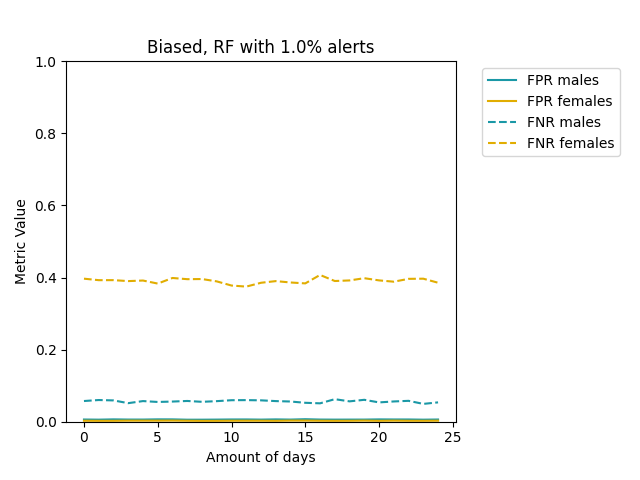 Biased, RF with 1.0% alerts
1.0
0.8
0.6
0.4
0.2
0.0
Metric Value
0
5
10
15
20
25
Amount of days
FPR males
FPR females
FNR males
FNR females